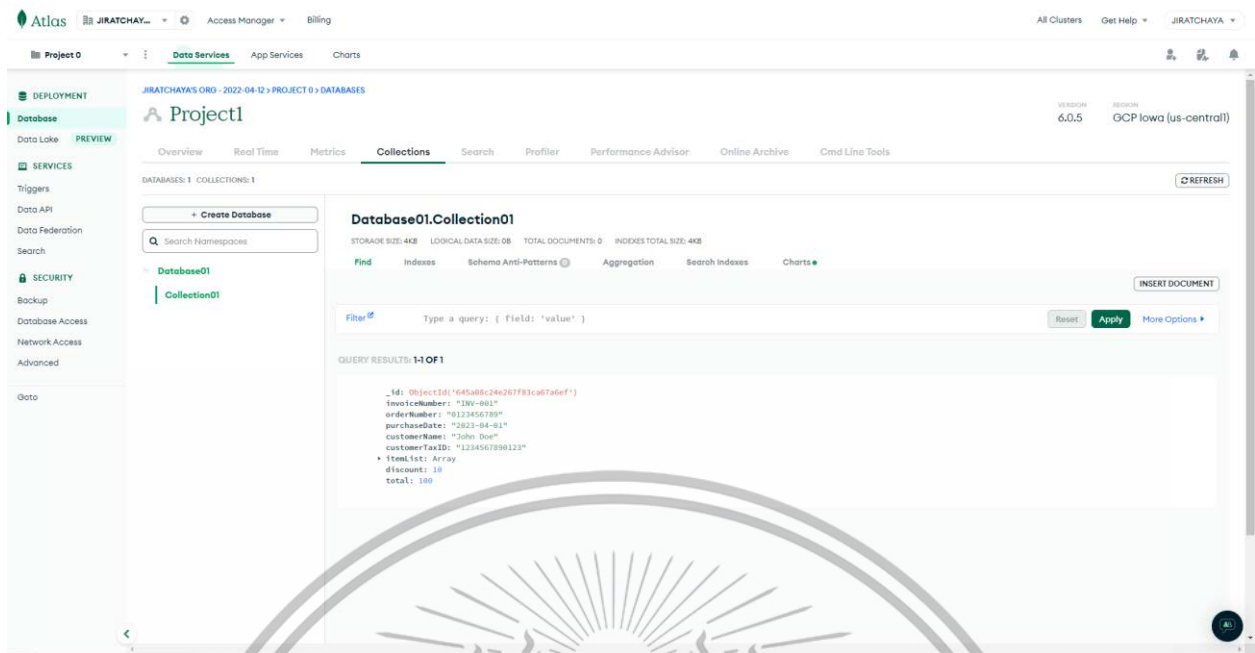 Atlas JIRATCHAY... Access Manager Billing All Clusters Get Help JIRATCHAYA
Project 0 Data Services App Services Charts
DEPLOYMENT
Database
Data Lake PREVIEW
SERVICES
Triggers
Data API
Data Federation
Search
SECURITY
Backup
Database Access
Network Access
Advanced
Goto
JIRATCHAYA'S ORG - 2022-04-12 > PROJECT 0 > DATABASES
Project1
VERSION
6.0.5
REGION
GCP Iowa (us-central1)
Overview Real Time Metrics Collections Search Profiler Performance Advisor Online Archive Cmd Line Tools
DATABASES: 1 COLLECTIONS: 1
REFRESH
+ Create Database
Search Namespaces
Database01
Collection01
Database01.Collection01
STORAGE SIZE: 4KB LOGICAL DATA SIZE: 0B TOTAL DOCUMENTS: 0 INDEXES TOTAL SIZE: 4KB
Find Indexes Schema Anti-Patterns 0 Aggregation Search Indexes Charts
INSERT DOCUMENT
Filter Type a query: { field: 'value' } Reset Apply More Options
QUERY RESULTS: 1-1 OF 1
_id: ObjectId('645a08c24e267f83ca67a6ef')
invoiceNumber: "INV-001"
orderNumber: "0123456789"
purchaseDate: "2023-04-01"
customerName: "John Doe"
customerTaxID: "1234567890123"
itemList: Array
discount: 10
total: 100